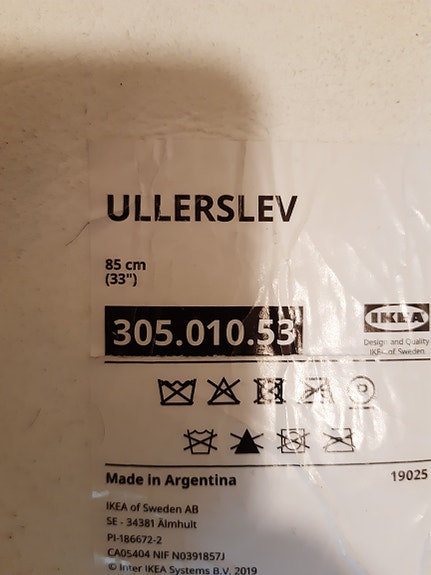 ULLERSLEV
85 cm
(33")
305.010.53
IKEA
Design and Quality
IKEA of Sweden
P
Made in Argentina
19025
IKEA of Sweden AB
SE - 34381 Älmhult
PI-186672-2
CA05404 NIF N0391857J
© Inter IKEA Systems B.V. 2019